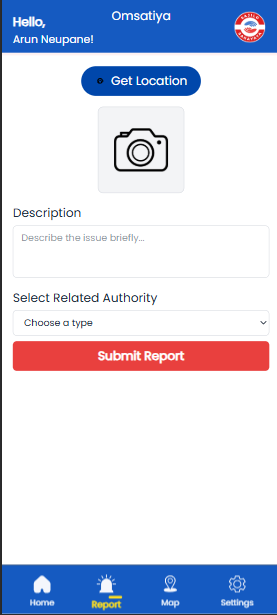 Omsatiya
Hello,
Arun Neupane!
Get Location
Description
Describe the issue briefly...
Select Related Authority
Choose a type
Submit Report
Home
Report
Map
Settings